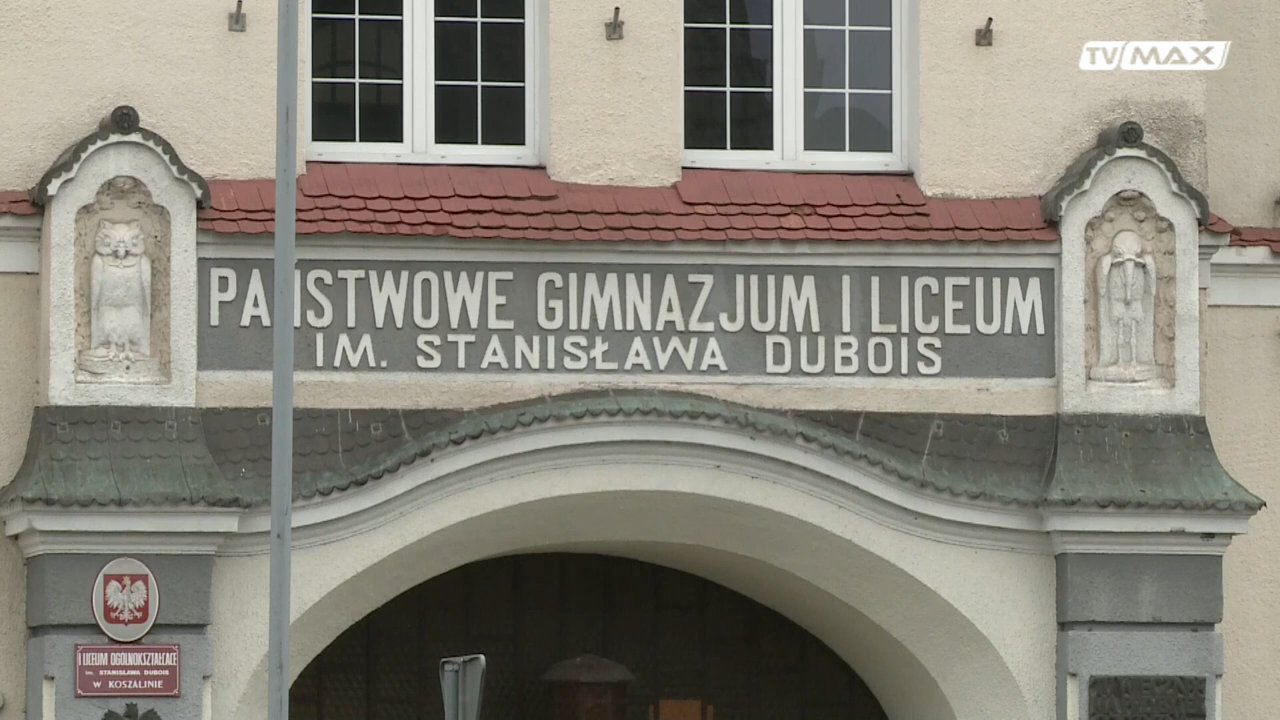 TV MAX
PAŃSTWOWE GIMNAZJUM I LICEUM
IM. STANISŁAWA DUBOIS
I LICEUM OGÓLNOKSZTAŁCĄCE
im. STANISŁAWA DUBOIS
W KOSZALINIE